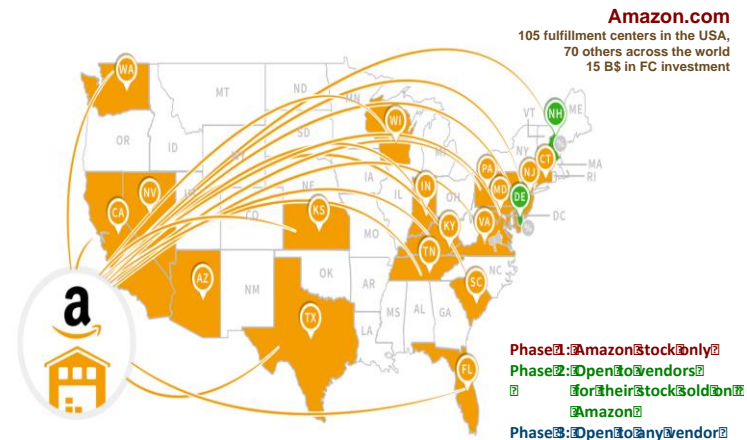 Amazon.com
105 fulfillment centers in the USA,
70 others across the world
15 B$ in FC investment
WA
MT
ND
MN
OR
ID
SD
WI
VT
NH
ME
NY
CT
MA
RI
NV
CA
IA
NE
IL
IN
OH
PA
NJ
MD
DE
DC
CO
KS
MO
KY
VA
TN
NC
SC
AZ
NM
OK
AR
MS
AL
GA
LA
TX
FL
a
Phase 1: Amazon stock only
Phase 2: Open to vendors
for their stock sold on
Amazon
Phase 3: Open to any vendor